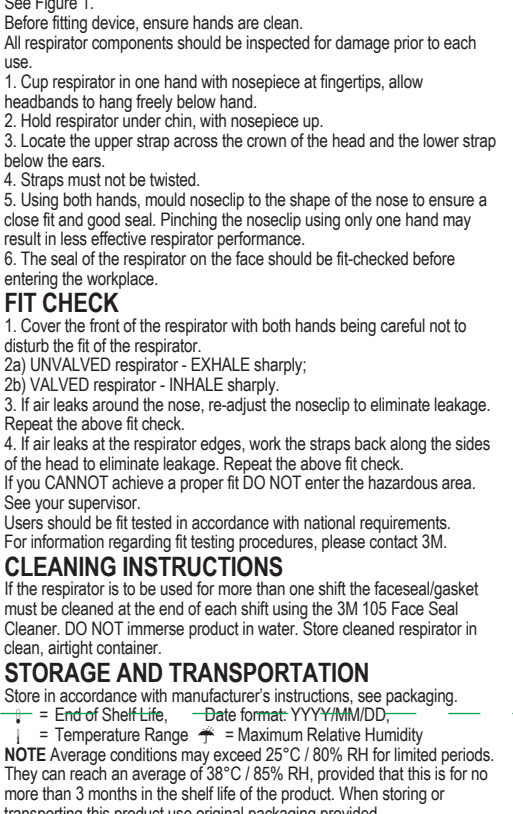 See Figure 1.
Before fitting device, ensure hands are clean.
All respirator components should be inspected for damage prior to each
use.
1. Cup respirator in one hand with nosepiece at fingertips, allow
headbands to hang freely below hand.
2. Hold respirator under chin, with nosepiece up.
3. Locate the upper strap across the crown of the head and the lower strap
below the ears.
4. Straps must not be twisted.
5. Using both hands, mould noseclip to the shape of the nose to ensure a
close fit and good seal. Pinching the noseclip using only one hand may
result in less effective respirator performance.
6. The seal of the respirator on the face should be fit-checked before
entering the workplace.
FIT CHECK
1. Cover the front of the respirator with both hands being careful not to
disturb the fit of the respirator.
2a) UNVALVED respirator - EXHALE sharply;
2b) VALVED respirator - INHALE sharply.
3. If air leaks around the nose, re-adjust the noseclip to eliminate leakage.
Repeat the above fit check.
4. If air leaks at the respirator edges, work the straps back along the sides
of the head to eliminate leakage. Repeat the above fit check.
If you CANNOT achieve a proper fit DO NOT enter the hazardous area.
See your supervisor.
Users should be fit tested in accordance with national requirements.
For information regarding fit testing procedures, please contact 3M.
CLEANING INSTRUCTIONS
If the respirator is to be used for more than one shift the faceseal/gasket
must be cleaned at the end of each shift using the 3M 105 Face Seal
Cleaner. DO NOT immerse product in water. Store cleaned respirator in
clean, airtight container.
STORAGE AND TRANSPORTATION
Store in accordance with manufacturer's instructions, see packaging.
= End of Shelf Life, Date format: YYYY/MM/DD,
= Temperature Range = Maximum Relative Humidity
NOTE Average conditions may exceed 25°C / 80% RH for limited periods.
They can reach an average of 38°C / 85% RH, provided that this is for no
more than 3 months in the shelf life of the product. When storing or
transporting this product use original packaging provided.